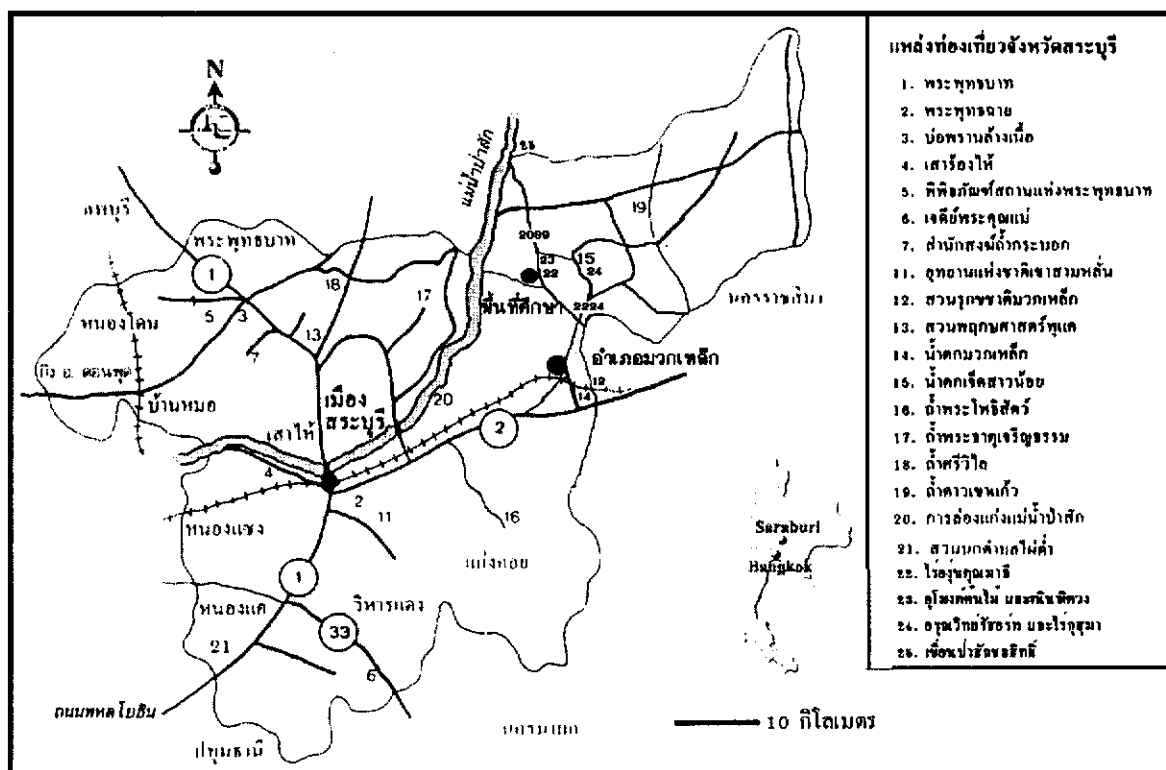 N
แม่น้ำป่าสัก
25
ลพบุรี
พระพุทธบาท
1
18
17
19
2089
23
22
15
24
พื้นที่ศึกษา
2224
นครราชสีมา
หนองโดน
5
3
7
13
กิ่ง อ. ดอนพุด
บ้านหมอ
เมือง
สระบุรี
เสาไห้
20
อำเภอมวกเหล็ก
12
14
2
4
2
11
16
หนองแซง
แก่งคอย
1
หนองแค
วิหารแดง
33
21
6
ถนนพหลโยธิน
ปทุมธานี
นครนายก
Saraburi
Bangkok
10 กิโลเมตร
แหล่งท่องเที่ยวจังหวัดสระบุรี
1. พระพุทธบาท
2. พระพุทธฉาย
3. บ่อพรานล้างเนื้อ
4. เสาร้องไห้
5. พิพิธภัณฑ์สถานแห่งพระพุทธบาท
6. เจดีย์พระคุณแม่
7. สำนักสงฆ์ถ้ำกระบอก
11. อุทยานแห่งชาติเขาสามหลั่น
12. สวนรุกขชาติมวกเหล็ก
13. สวนพฤกษศาสตร์พุแค
14. น้ำตกมวกเหล็ก
15. น้ำตกเจ็ดสาวน้อย
16. ถ้ำพระโพธิสัตว์
17. ถ้ำพระธาตุเจริญธรรม
18. ถ้ำศรีวิไล
19. ถ้ำดาวเขาแก้ว
20. การล่องแก่งแม่น้ำป่าสัก
21. สวนนกตำบลไผ่ต่ำ
22. ไร่องุ่นคุณมาลี
23. อุโมงค์ต้นไม้ และ
24. และไร่กุสุมา
25. เขื่อนป่าสักชลสิทธิ์